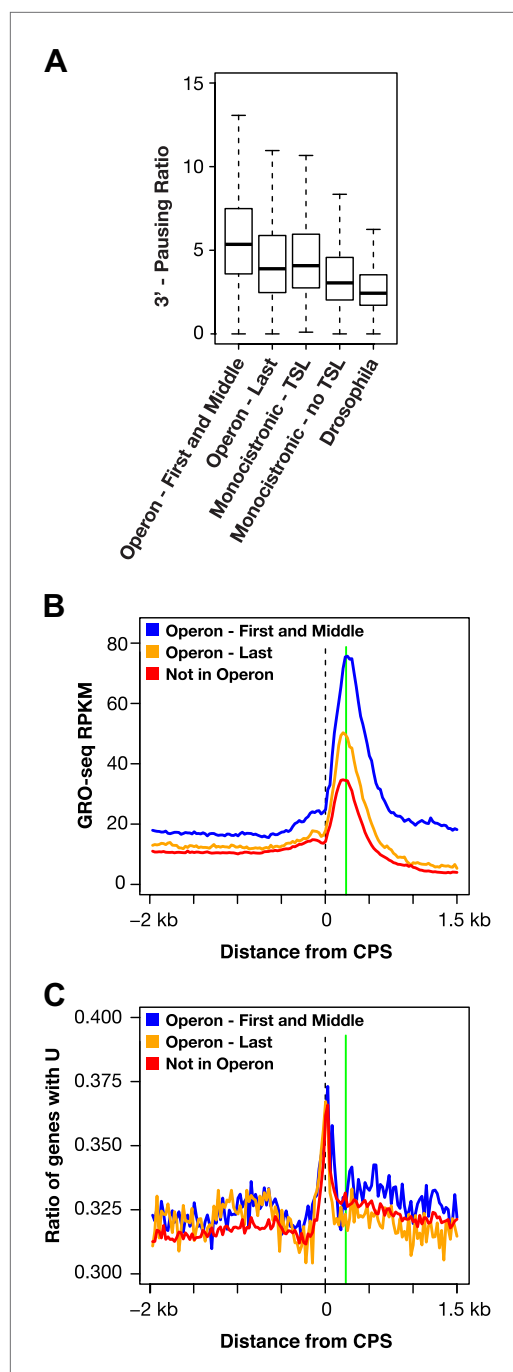 A
15
10
5
0
3' - Pausing Ratio
Operon - First and Middle
Operon - Last
Monocistronic - TSL
Monocistronic - no TSL
Drosophila
B
Operon - First and Middle
Operon - Last
Not in Operon
80
60
40
20
0
GRO-seq RPKM
−2 kb
0
1.5 kb
Distance from CPS
C
Operon - First and Middle
Operon - Last
Not in Operon
0.400
0.375
0.350
0.325
0.300
Ratio of genes with U
−2 kb
0
1.5 kb
Distance from CPS